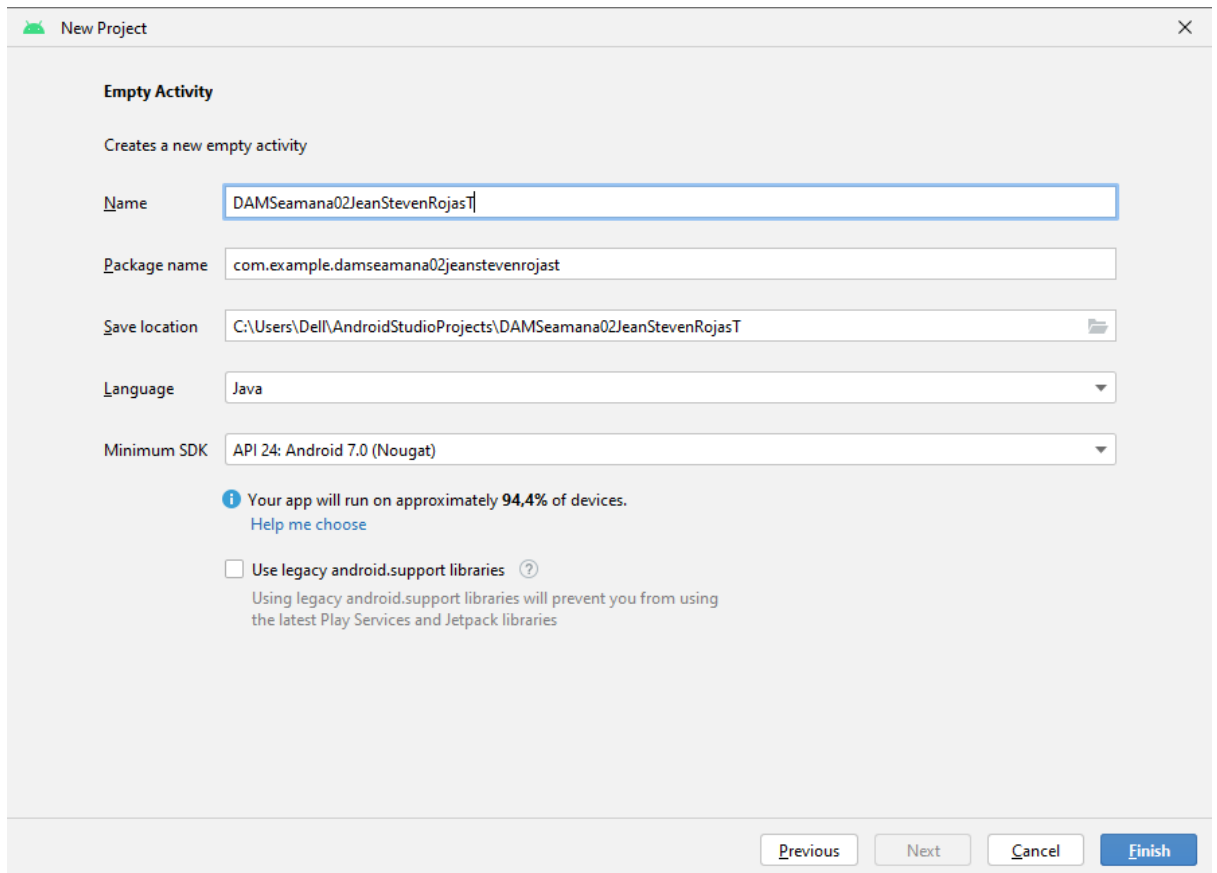 New Project
Empty Activity
Creates a new empty activity
Name DAMSeamana02JeanStevenRojasT
Package name com.example.damseamana02jeanstevenrojast
Save location C:\Users\Dell\AndroidStudioProjects\DAMSeamana02JeanStevenRojasT
Language Java
Minimum SDK API 24: Android 7.0 (Nougat)
Your app will run on approximately 94,4% of devices.
Help me choose
Use legacy android.support libraries ?
Using legacy android.support libraries will prevent you from using
the latest Play Services and Jetpack libraries
Previous Next Cancel Finish